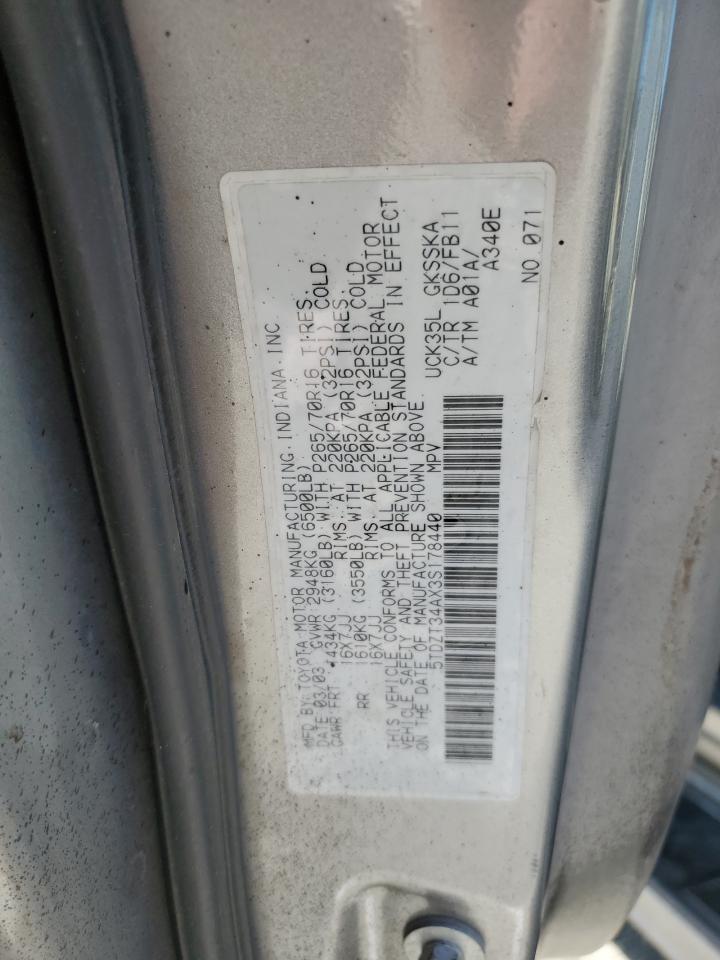 MFD BY: TOYOTA MOTOR MANUFACTURING, INDIANA, INC
DATE 03/03 GVWR 2948KG (6500LB)
GAWR FRT 1434KG (3160LB) WITH P265/70R16 TIRES,
16X7JJ RIMS, AT 220KPA (32PSI) COLD
RR 1610KG (3550LB) WITH P265/70R16 TIRES,
16X7JJ RIMS, AT 220KPA (32PSI) COLD
THIS VEHICLE CONFORMS TO ALL APPLICABLE FEDERAL MOTOR
VEHICLE SAFETY AND THEFT PREVENTION STANDARDS IN EFFECT
ON THE DATE OF MANUFACTURE SHOWN ABOVE.
5TDZT34AX3S178440 MPV
UCK35L GKSSKA
C/TR 1D6/FB11
A/TM A01A/
A340E
NO 071